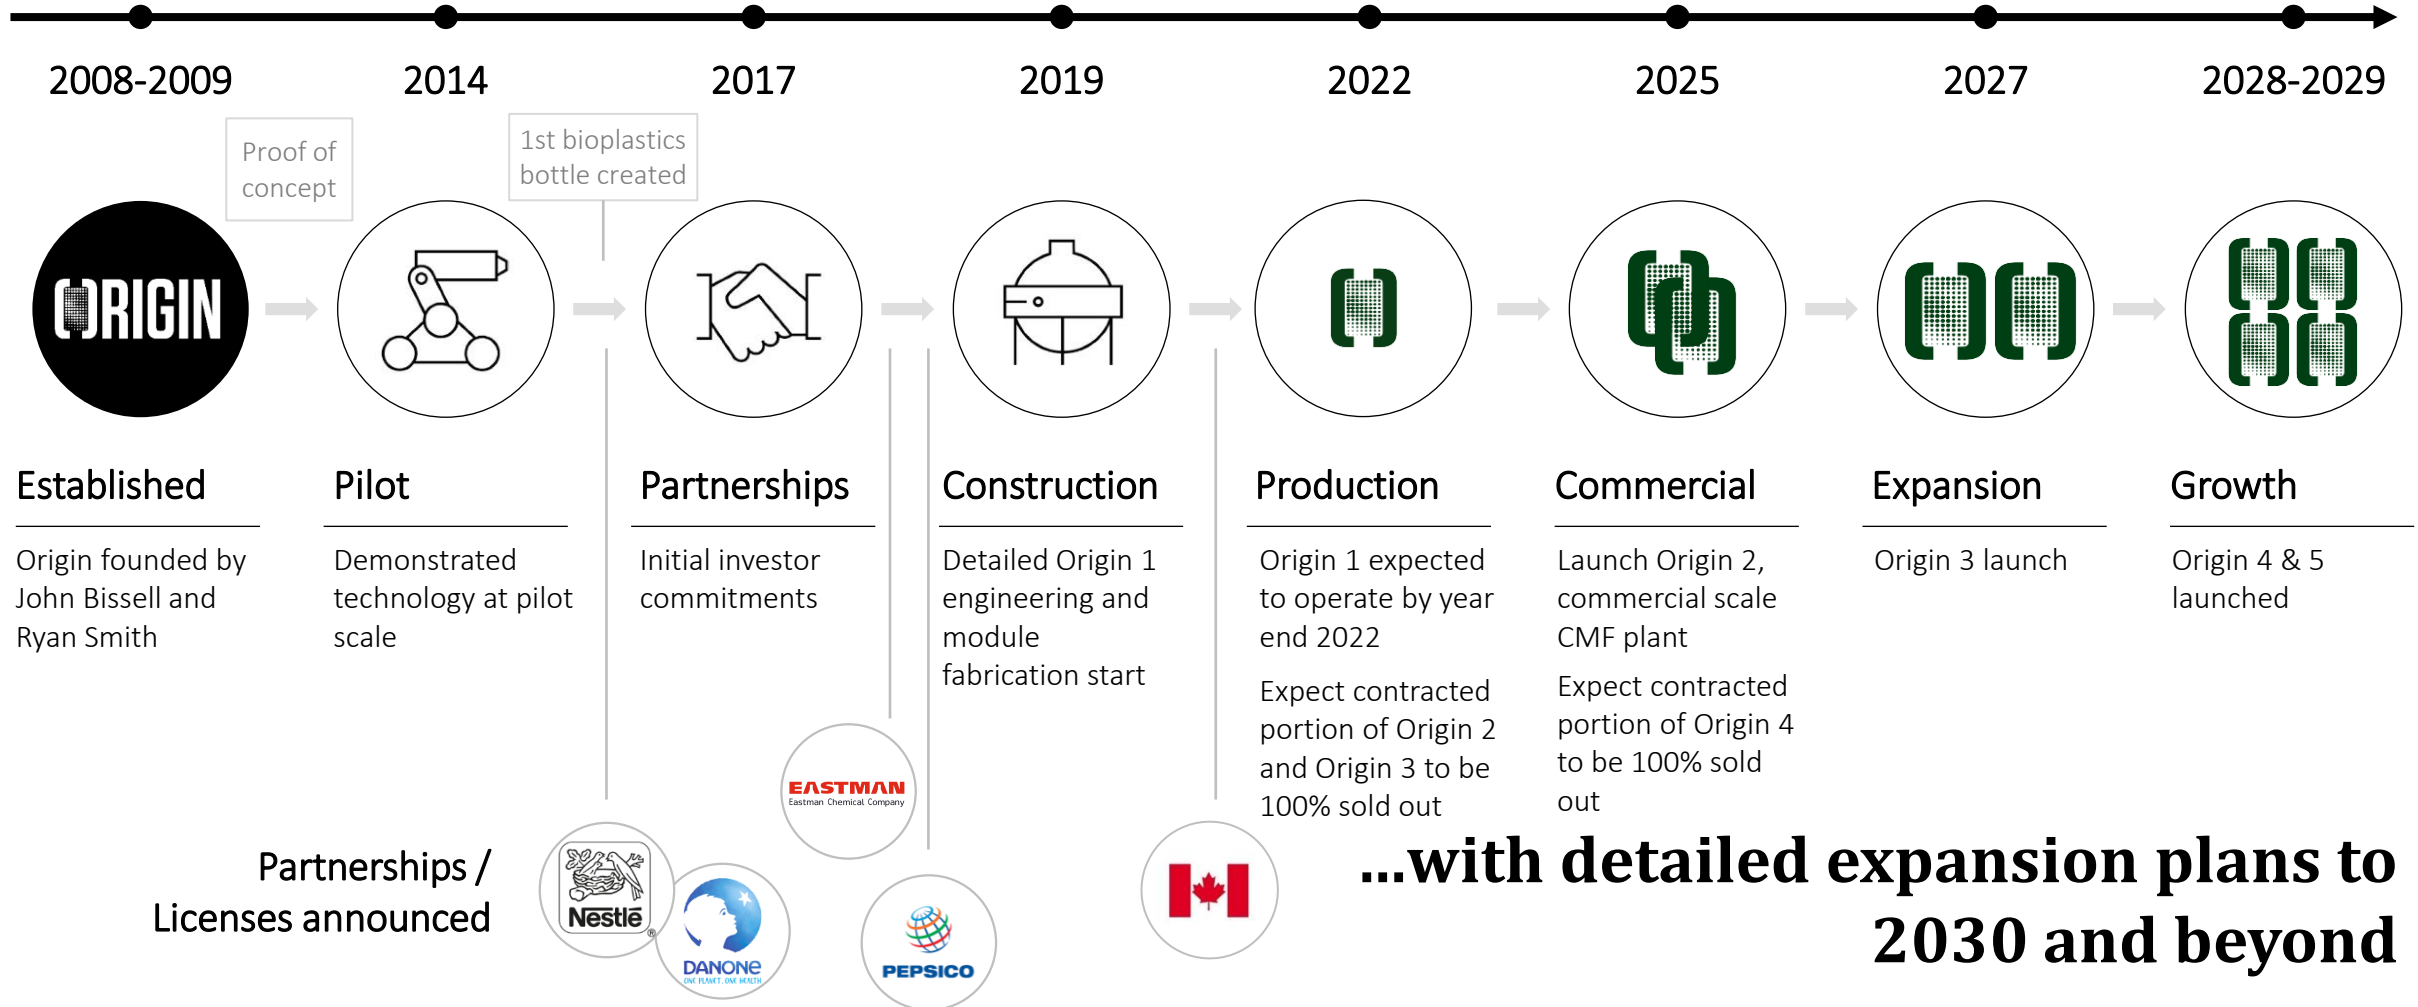 2008-2009
2014
2017
2019
2022
2025
2027
2028-2029
Proof of
concept
1st bioplastics
bottle created
ORIGIN
Established
Origin founded by
John Bissell and
Ryan Smith
Pilot
Demonstrated
technology at pilot
scale
Partnerships
Initial investor
commitments
Construction
Detailed Origin 1
engineering and
module
fabrication start
Production
Origin 1 expected
to operate by year
end 2022
Expect contracted
portion of Origin 2
and Origin 3 to be
100% sold out
Commercial
Launch Origin 2,
commercial scale
CMF plant
Expect contracted
portion of Origin 4
to be 100% sold
out
Expansion
Origin 3 launch
Growth
Origin 4 & 5
launched
Partnerships /
Licenses announced
Nestlé
®
DANONE
ONE PLANET. ONE HEALTH
EASTMAN
Eastman Chemical Company
PEPSICO
...with detailed expansion plans to
2030 and beyond